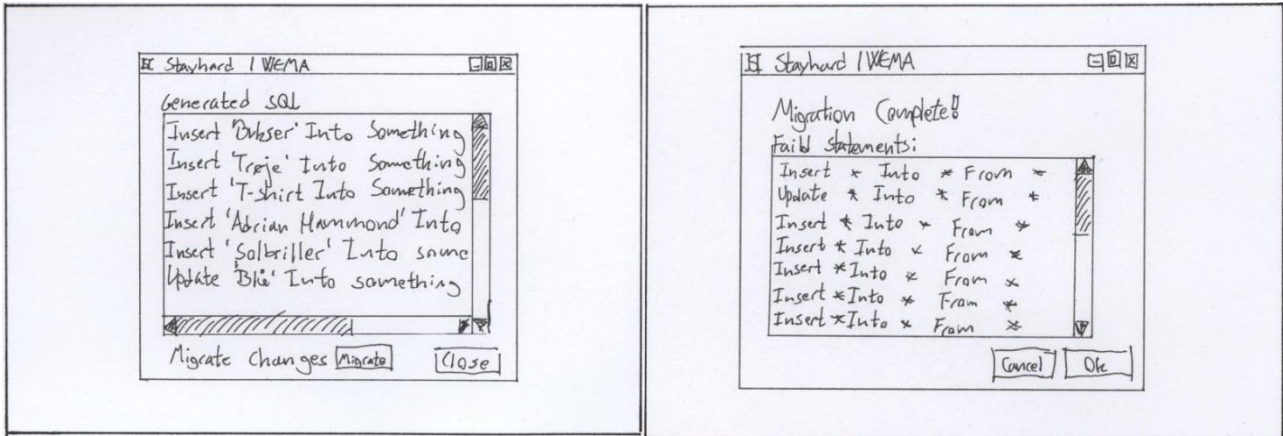 Stayhard | WEMA
Generated SQL
Insert 'Bukser' Into Something
Insert 'Trøje' Into Something
Insert 'T-shirt Into Something
Insert 'Adrian Hammond' Into
Insert 'Solbriller' Into some
Update 'Blå' Into something
Migrate Changes Migrate Close
Stayhard | WEMA
Migration Complete!
Faild statements:
Insert * Into * From *
Update * Into * From *
Insert * Into * From *
Insert * Into * From *
Insert * Into * From *
Insert * Into * From *
Insert * Into * From *
Cancel Ok